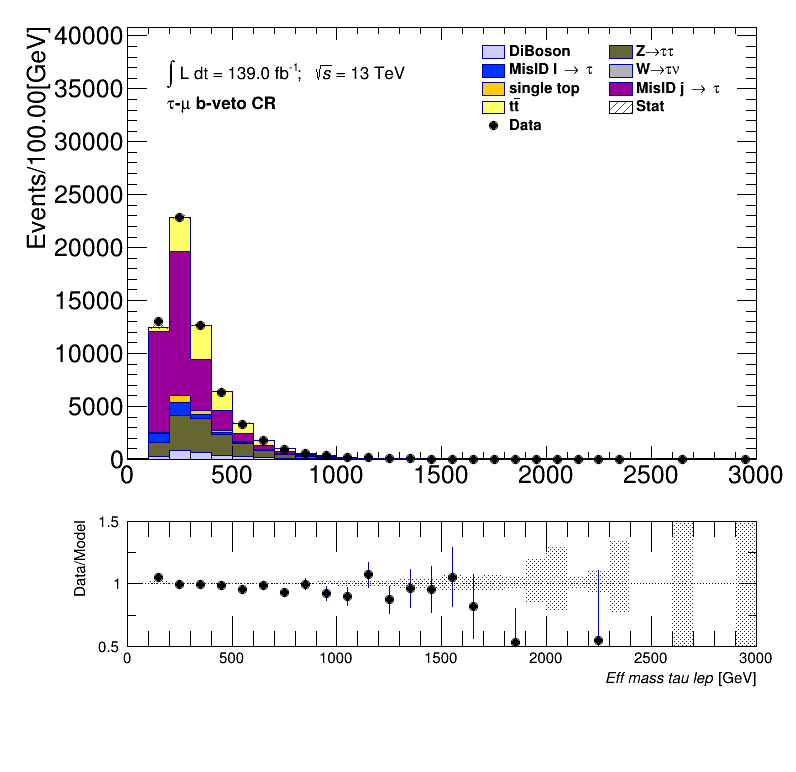 Events/100.00[GeV]
40000
35000
30000
25000
20000
15000
10000
5000
0
∫ L dt = 139.0 fb⁻¹; √s = 13 TeV
τ-μ b-veto CR
DiBoson
MisID l → τ
single top
tt̄
Data
Z→ττ
W→τν
MisID j → τ
Stat
0 500 1000 1500 2000 2500 3000
Data/Model
1.5
1
0.5
0 500 1000 1500 2000 2500 3000
Eff mass tau lep [GeV]